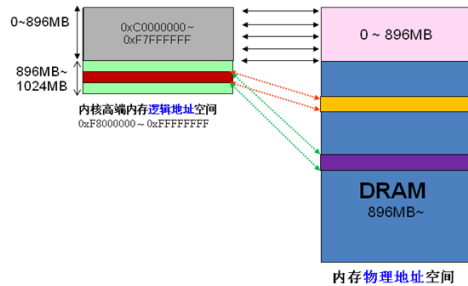 0~896MB
0xC0000000~
0xF7FFFFFF
0 ~ 896MB
896MB~
1024MB
内核高端内存逻辑地址空间
0xF8000000~0xFFFFFFFF
DRAM
896MB~
内存物理地址空间